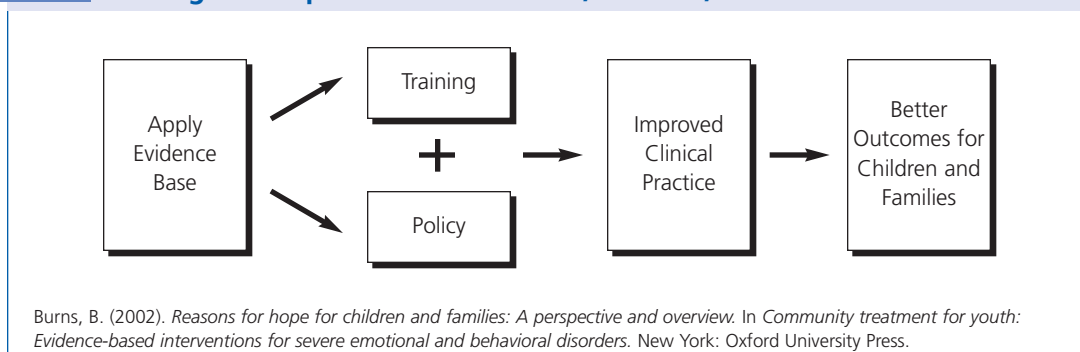 Apply
Evidence
Base
Training
+
Policy
Improved
Clinical
Practice
Better
Outcomes for
Children and
Families
Burns, B. (2002). Reasons for hope for children and families: A perspective and overview. In Community treatment for youth:
Evidence-based interventions for severe emotional and behavioral disorders. New York: Oxford University Press.